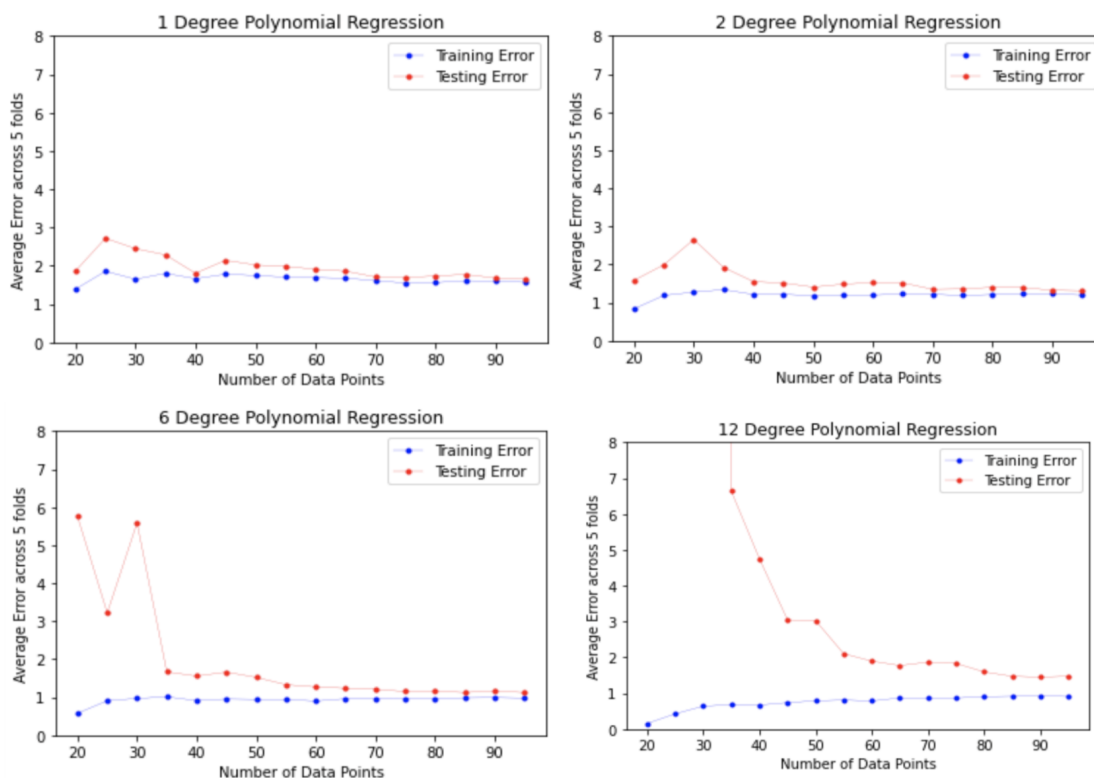 1 Degree Polynomial Regression
Average Error across 5 folds
8
7
6
5
4
3
2
1
0
Training Error
Testing Error
20 30 40 50 60 70 80 90
Number of Data Points
2 Degree Polynomial Regression
Average Error across 5 folds
8
7
6
5
4
3
2
1
0
Training Error
Testing Error
20 30 40 50 60 70 80 90
Number of Data Points
6 Degree Polynomial Regression
Average Error across 5 folds
8
7
6
5
4
3
2
1
0
Training Error
Testing Error
20 30 40 50 60 70 80 90
Number of Data Points
12 Degree Polynomial Regression
Average Error across 5 folds
8
7
6
5
4
3
2
1
0
Training Error
Testing Error
20 30 40 50 60 70 80 90
Number of Data Points